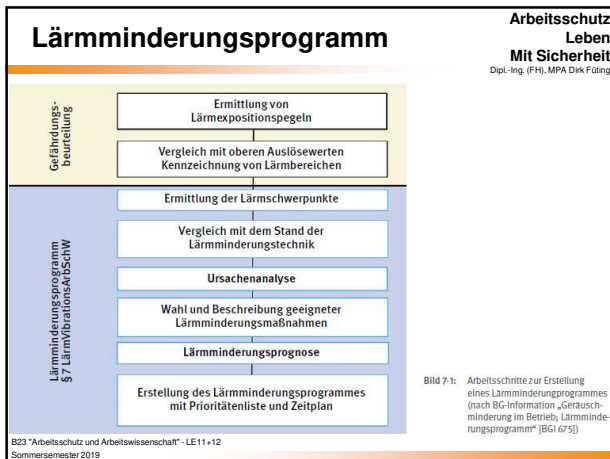 Lärmminderungsprogramm
Arbeitsschutz
Leben
Mit Sicherheit
Dipl.-Ing. (FH), MPA Dirk Füting
Gefährdungs-
beurteilung
Ermittlung von
Lärmexpositionspegeln
Vergleich mit oberen Auslösewerten
Kennzeichnung von Lärmbereichen
Lärmminderungsprogramm
§ 7 LärmVibrationsArbSchW
Ermittlung der Lärmschwerpunkte
Vergleich mit dem Stand der
Lärmminderungstechnik
Ursachenanalyse
Wahl und Beschreibung geeigneter
Lärmminderungsmaßnahmen
Lärmminderungsprognose
Erstellung des Lärmminderungsprogrammes
mit Prioritätenliste und Zeitplan
Bild 7-1: Arbeitsschritte zur Erstellung
eines Lärmminderungprogrammes
(nach BG-Information „Geräusch-
minderung im Betrieb; Lärmminde-
rungsprogramm“ [BGI 675])
B23 "Arbeitsschutz und Arbeitswissenschaft" - LE11+12
Sommersemester 2019